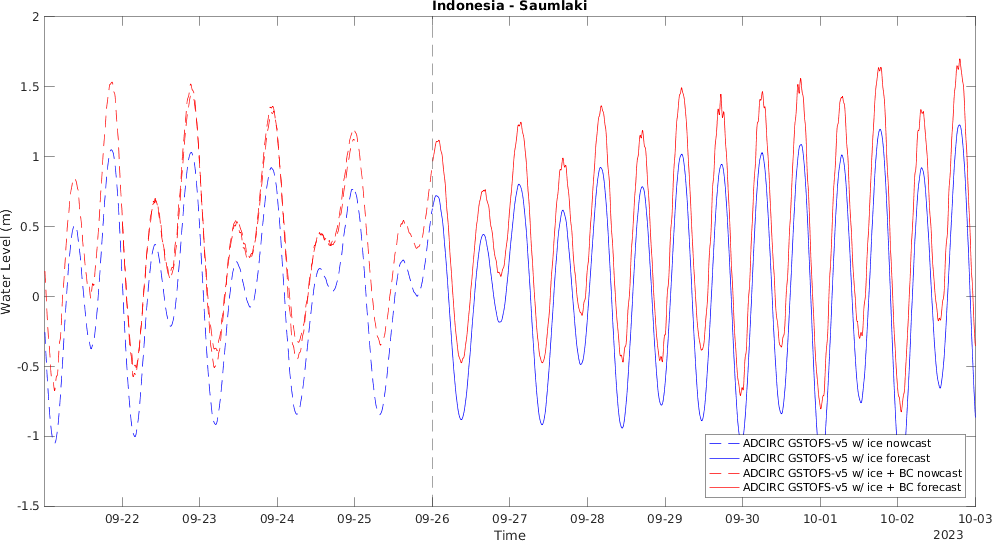 Indonesia - Saumlaki
2
1.5
1
0.5
0
-0.5
-1
-1.5
Water Level (m)
ADCIRC GSTOFS-v5 w/ ice nowcast
ADCIRC GSTOFS-v5 w/ ice forecast
ADCIRC GSTOFS-v5 w/ ice + BC nowcast
ADCIRC GSTOFS-v5 w/ ice + BC forecast
09-22 09-23 09-24 09-25 09-26 09-27 09-28 09-29 09-30 10-01 10-02 10-03
Time
2023